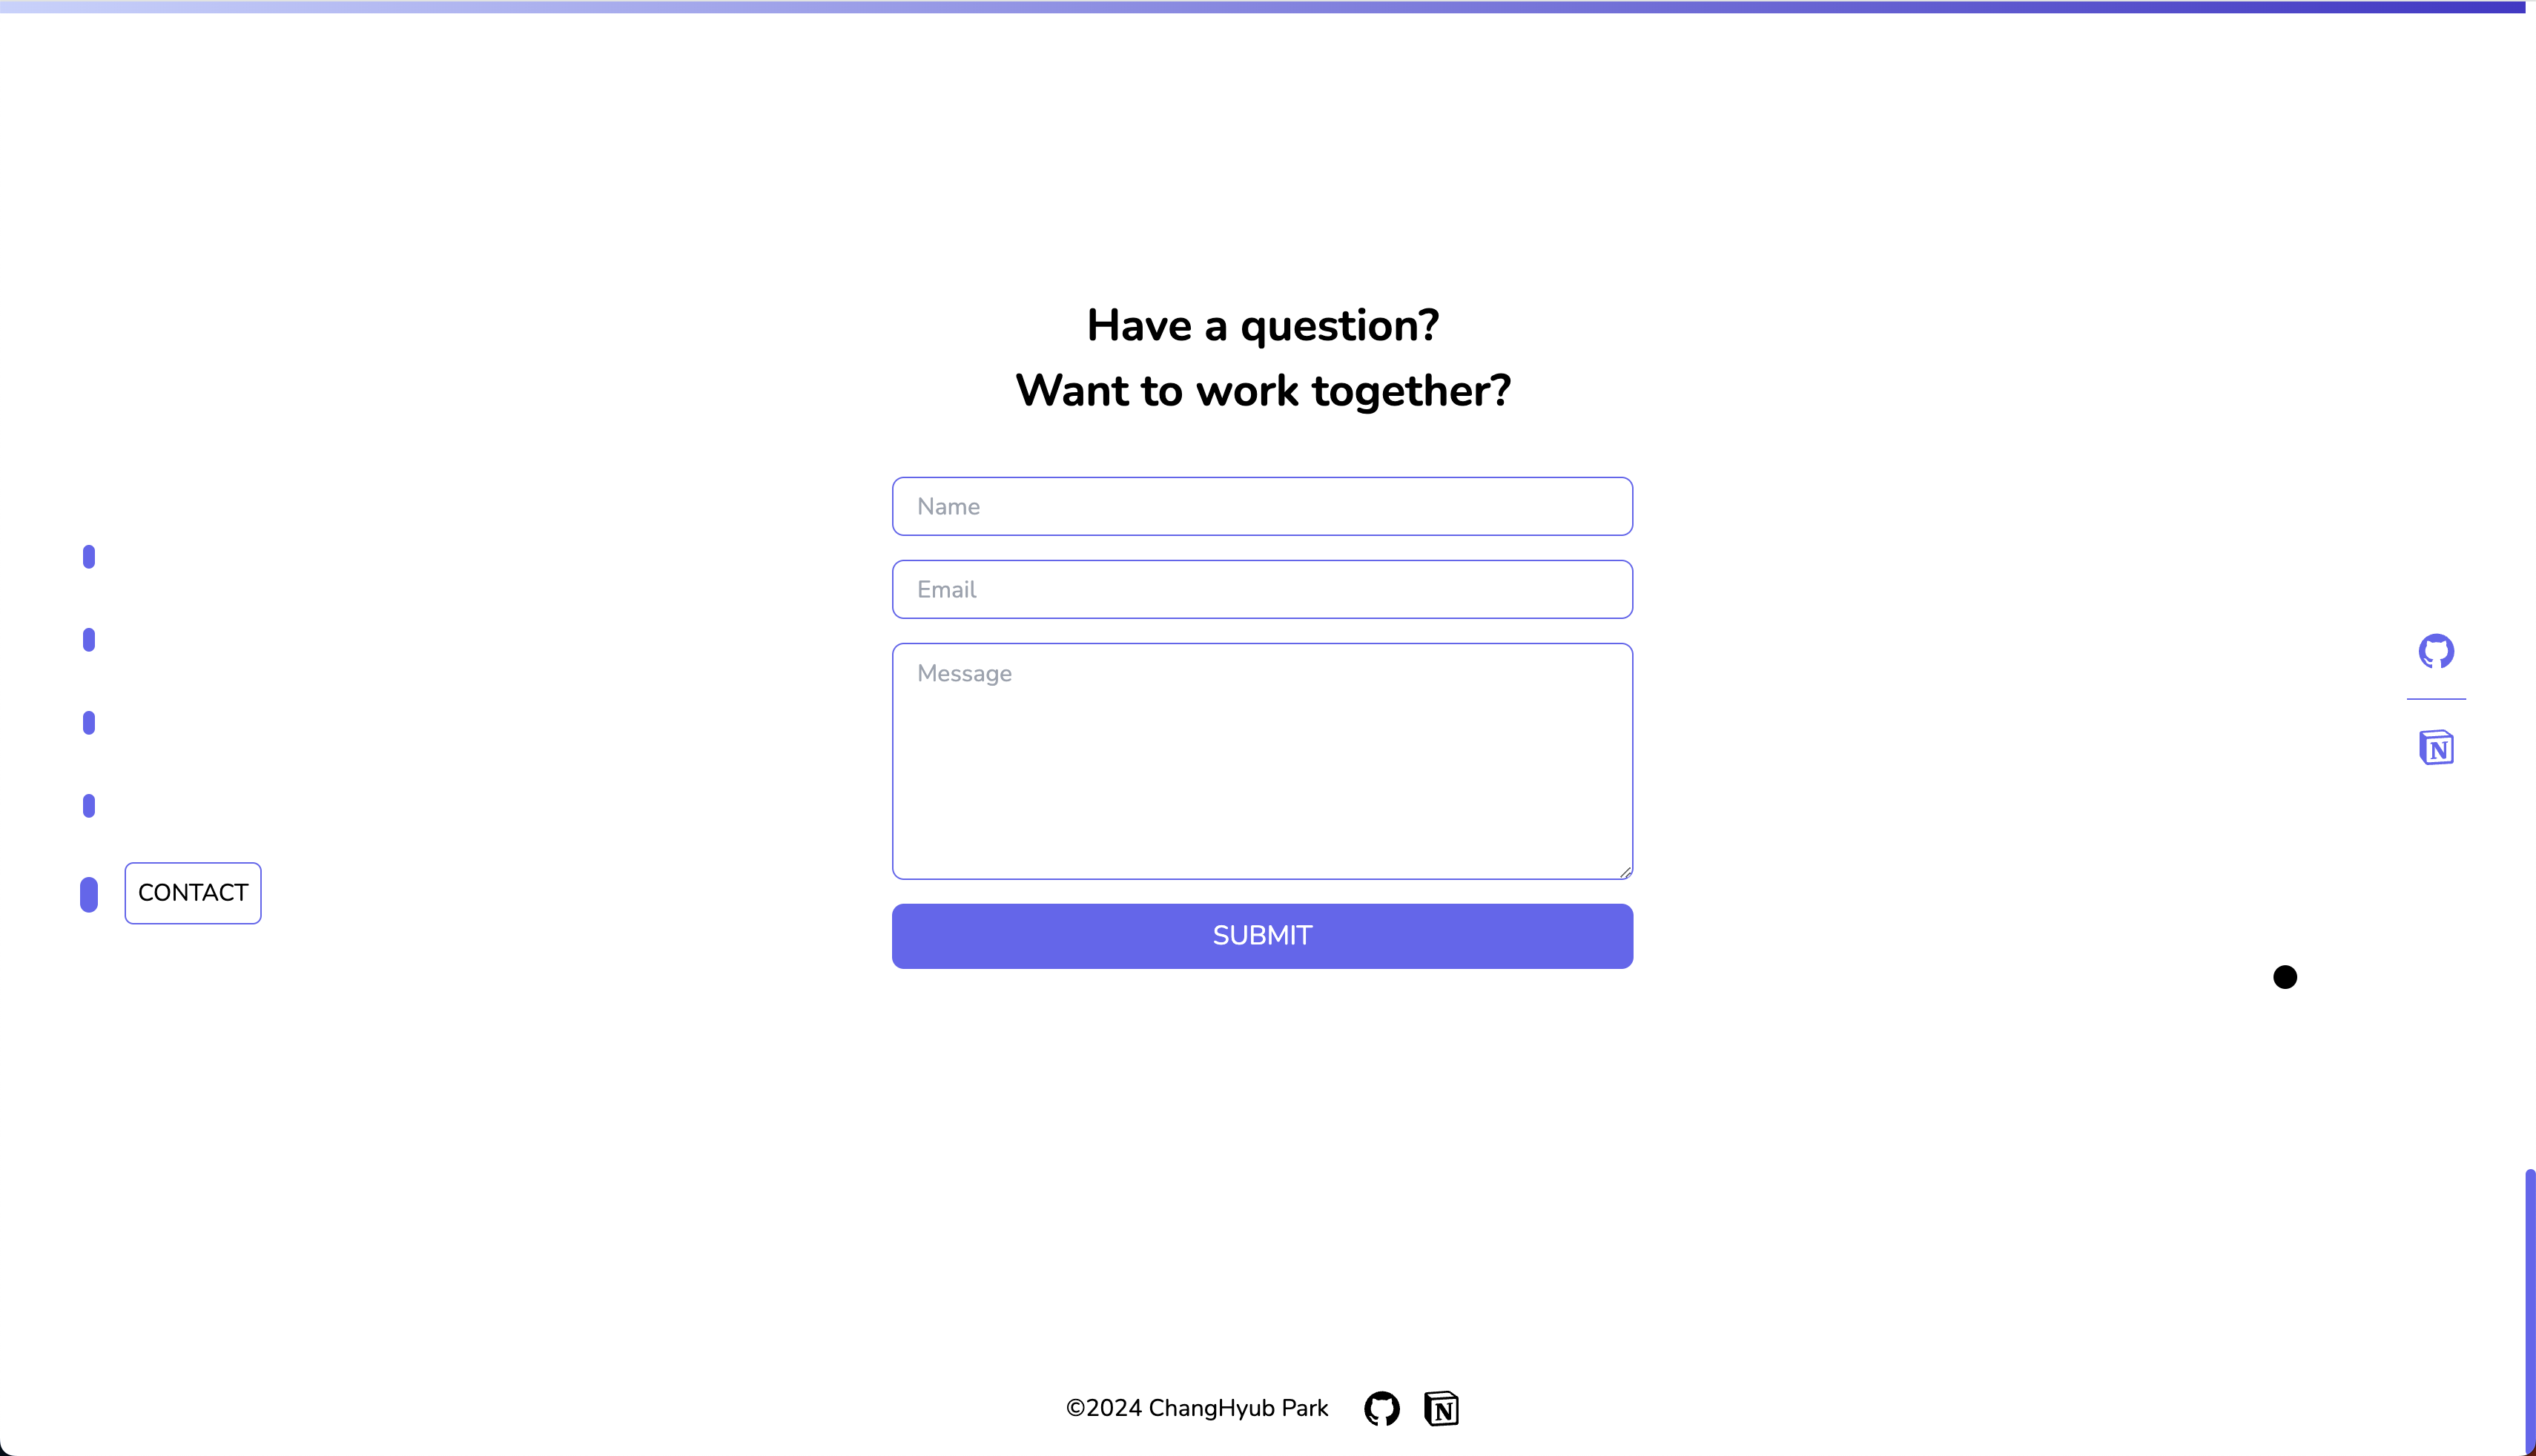 Have a question?
Want to work together?
Name
Email
Message
CONTACT
SUBMIT
©2024 ChangHyub Park